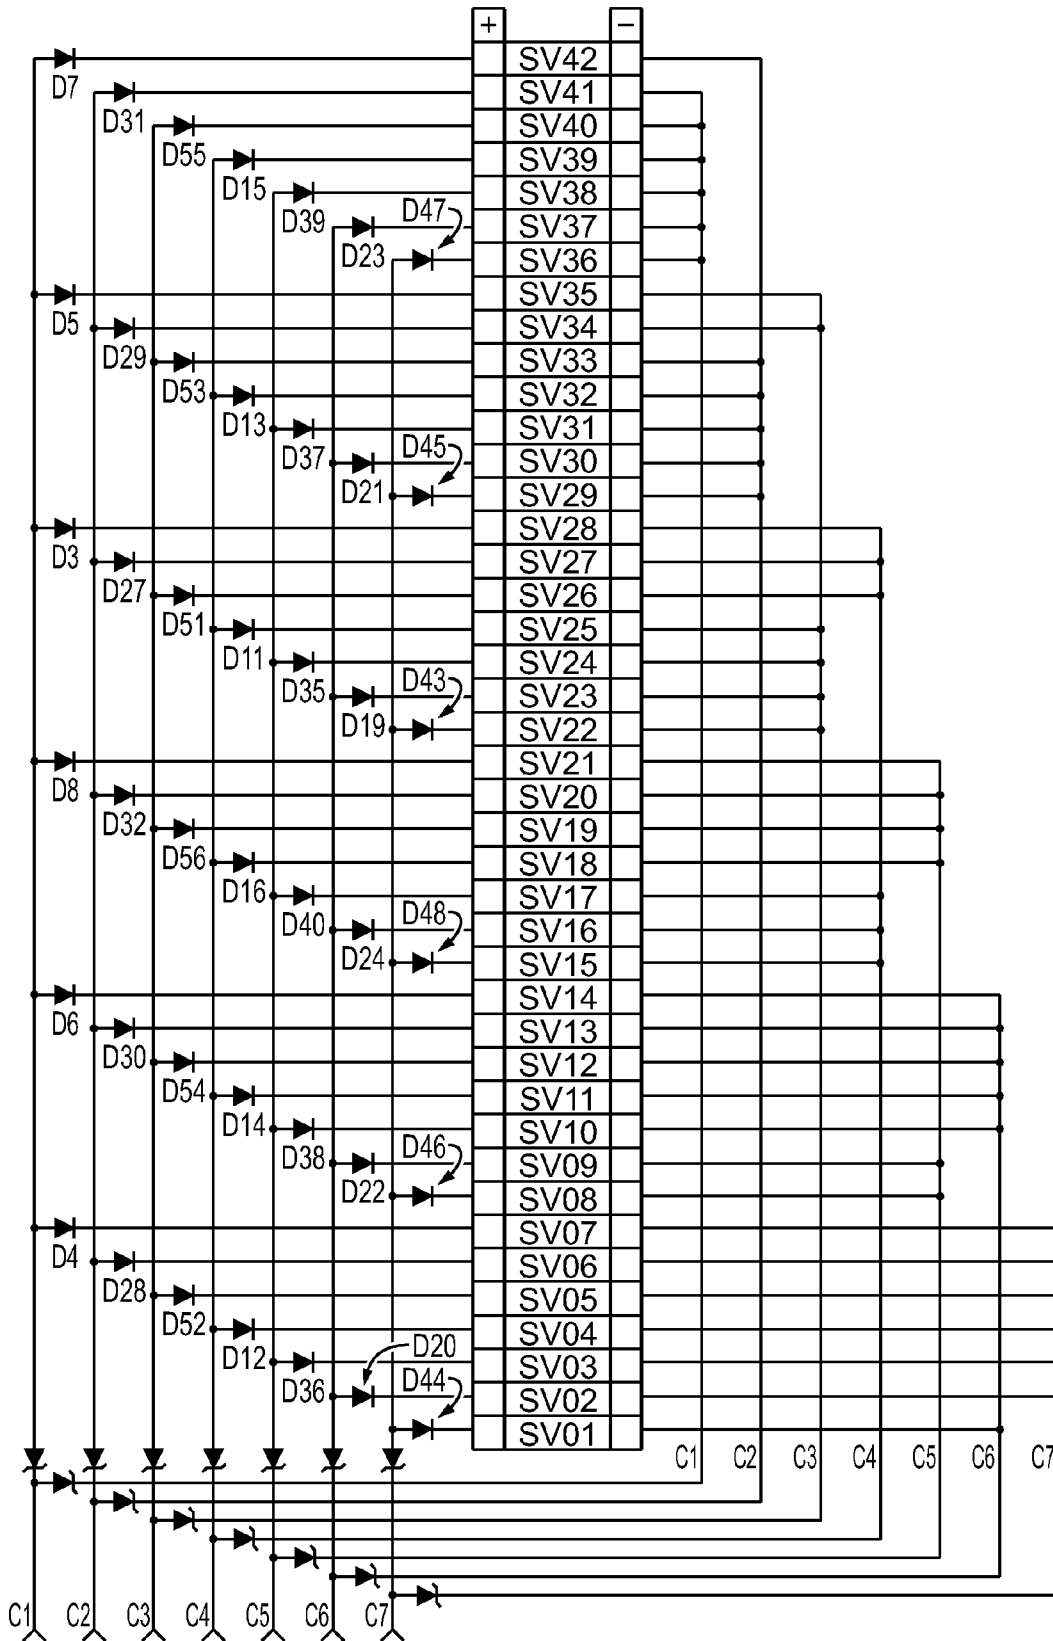 + −
SV42
D7
SV41
D31
SV40
D55
SV39
D15
SV38
D39 D47
SV37
D23
SV36
SV35
D5
SV34
D29
SV33
D53
SV32
D13
SV31
D37 D45
SV30
D21
SV29
SV28
D3
SV27
D27
SV26
D51
SV25
D11
SV24
D35 D43
SV23
D19
SV22
SV21
D8
SV20
D32
SV19
D56
SV18
D16
SV17
D40 D48
SV16
D24
SV15
SV14
D6
SV13
D30
SV12
D54
SV11
D14
SV10
D38 D46
SV09
D22
SV08
SV07
D4
SV06
D28
SV05
D52
SV04
D12 D20
SV03
D36 D44
SV02
SV01
C1 C2 C3 C4 C5 C6 C7
C1 C2 C3 C4 C5 C6 C7